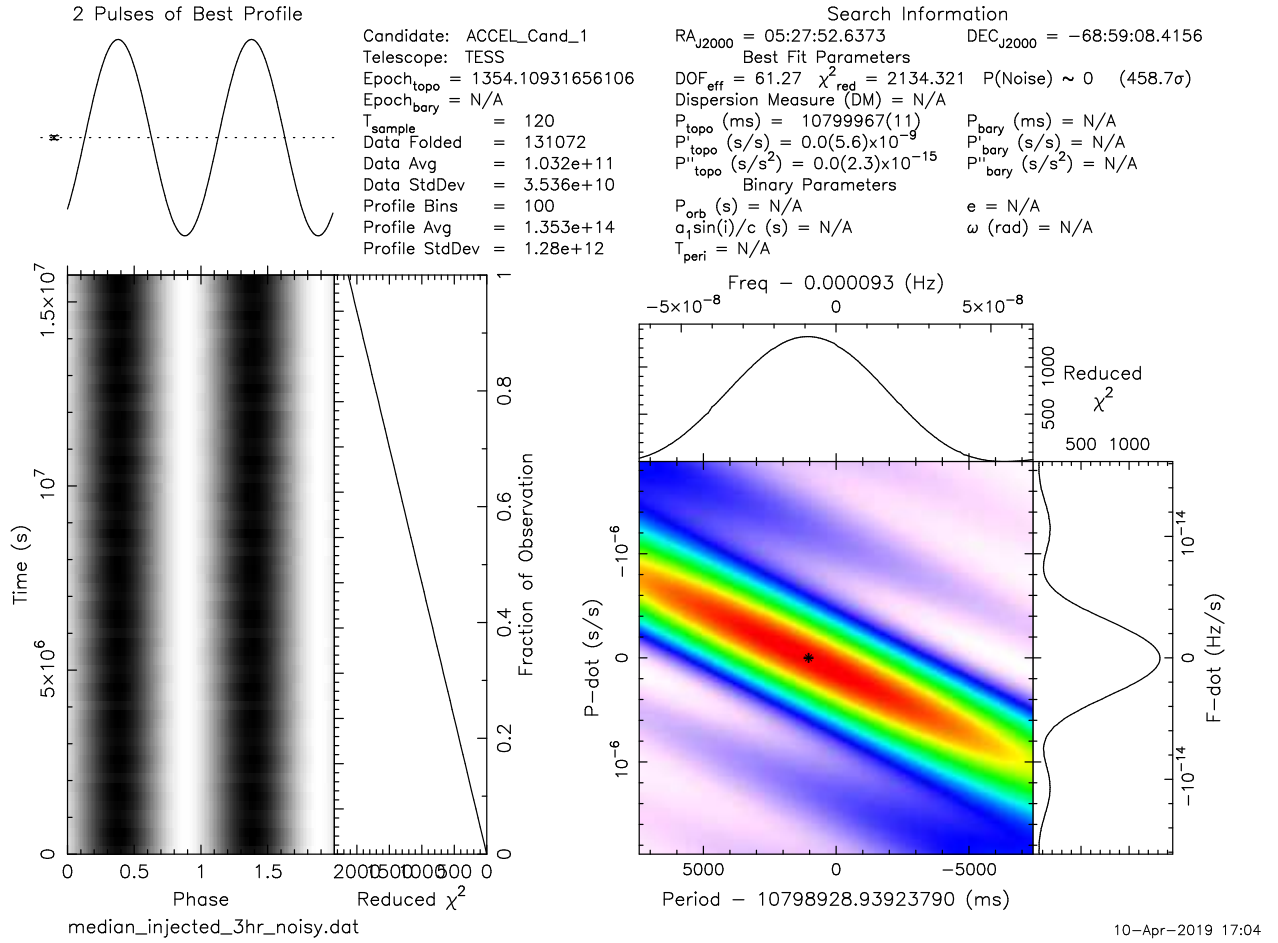 2 Pulses of Best Profile
Search Information
Candidate: ACCEL_Cand_1
Telescope: TESS
Epoch_topo = 1354.10931656106
Epoch_bary = N/A
T_sample = 120
Data Folded = 131072
Data Avg = 1.032e+11
Data StdDev = 3.536e+10
Profile Bins = 100
Profile Avg = 1.353e+14
Profile StdDev = 1.28e+12
RA_J2000 = 05:27:52.6373
DEC_J2000 = −68:59:08.4156
Best Fit Parameters
DOF_eff = 61.27 χ²_red = 2134.321 P(Noise) ~ 0 (458.7σ)
Dispersion Measure (DM) = N/A
P_topo (ms) = 10799967(11)
P_bary (ms) = N/A
P'_topo (s/s) = 0.0(5.6)x10⁻⁹
P'_bary (s/s) = N/A
P''_topo (s/s²) = 0.0(2.3)x10⁻¹⁵
P''_bary (s/s²) = N/A
Binary Parameters
P_orb (s) = N/A
e = N/A
a₁sin(i)/c (s) = N/A
ω (rad) = N/A
T_peri = N/A
Time (s)
0 5×10⁶ 10⁷ 1.5×10⁷
0 0.5 1 1.5
Phase
0 0.2 0.4 0.6 0.8 1
Fraction of Observation
2000 1500 1000 500 0
Reduced χ²
Freq − 0.000093 (Hz)
−5×10⁻⁸ 0 5×10⁻⁸
500 1000
Reduced
χ²
500 1000
P−dot (s/s)
−10⁻⁶ 0 10⁻⁶
10⁻¹⁴ 0 −10⁻¹⁴
F−dot (Hz/s)
5000 0 −5000
Period − 10798928.93923790 (ms)
median_injected_3hr_noisy.dat
10−Apr−2019 17:04